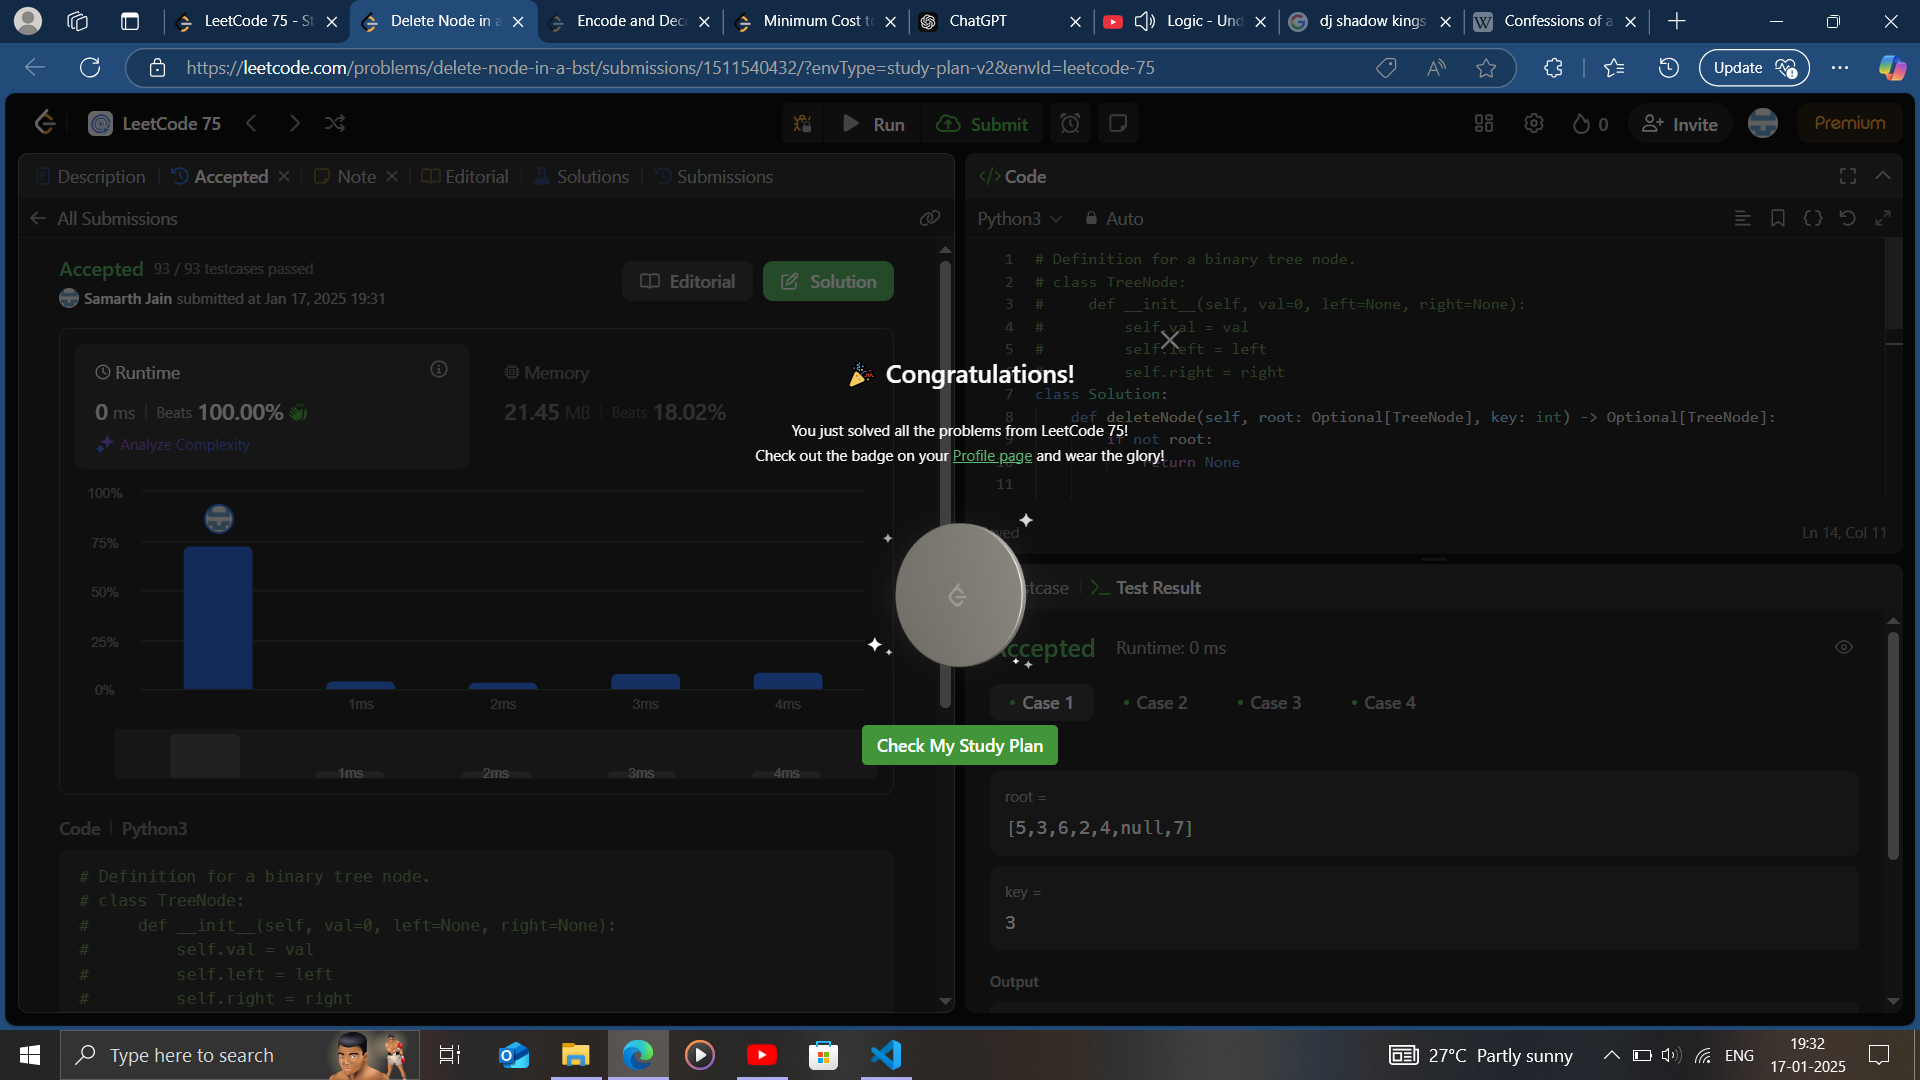 LeetCode 75 - St
Delete Node in a
Encode and Dec
Minimum Cost to
ChatGPT
Logic - Und
dj shadow kings
Confessions of a
https://leetcode.com/problems/delete-node-in-a-bst/submissions/1511540432/?envType=study-plan-v2&envId=leetcode-75
Update
LeetCode 75
Run
Submit
0
Invite
Premium
Description
Accepted
Note
Editorial
Solutions
Submissions
All Submissions
Accepted 93 / 93 testcases passed
Samarth Jain submitted at Jan 17, 2025 19:31
Editorial
Solution
Runtime
0 ms | Beats 100.00%
Analyze Complexity
Memory
21.45 MB | Beats 18.02%
100%
75%
50%
25%
0%
1ms 2ms 3ms 4ms
1ms 2ms 3ms 4ms
Code | Python3
# Definition for a binary tree node.
# class TreeNode:
#     def __init__(self, val=0, left=None, right=None):
#         self.val = val
#         self.left = left
#         self.right = right
Congratulations!
You just solved all the problems from LeetCode 75!
Check out the badge on your Profile page and wear the glory!
Check My Study Plan
</> Code
Python3
Auto
1 # Definition for a binary tree node.
2 # class TreeNode:
3 #     def __init__(self, val=0, left=None, right=None):
4 #         self.val = val
5 #         self.left = left
self.right = right
7 class Solution:
8     def deleteNode(self, root: Optional[TreeNode], key: int) -> Optional[TreeNode]:
9         if not root:
10             return None
11
Ln 14, Col 11
Test Result
Accepted Runtime: 0 ms
Case 1
Case 2
Case 3
Case 4
root =
[5,3,6,2,4,null,7]
key =
3
Output
Type here to search
27°C Partly sunny
ENG
19:32
17-01-2025